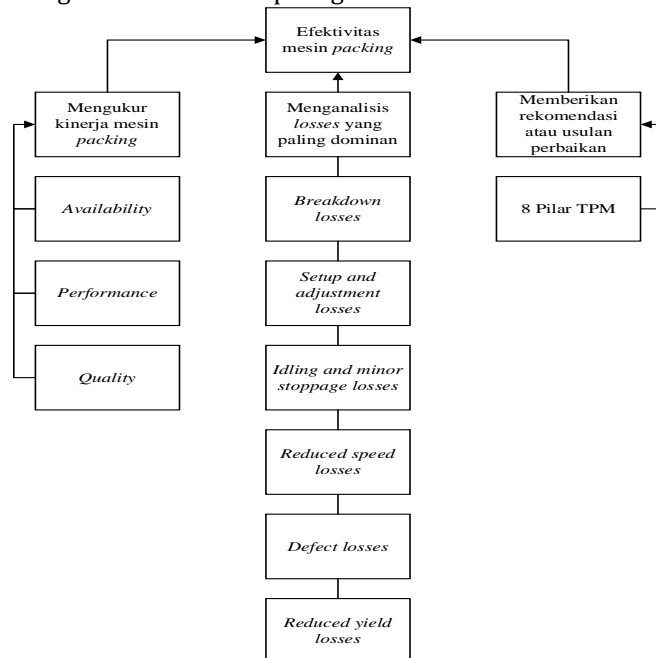 Efektivitas
mesin packing
Mengukur
kinerja mesin
packing
Menganalisis
losses yang
paling dominan
Memberikan
rekomendasi
atau usulan
perbaikan
Availability
Breakdown
losses
8 Pilar TPM
Performance
Setup and
adjustment
losses
Quality
Idling and minor
stoppage losses
Reduced speed
losses
Defect losses
Reduced yield
losses